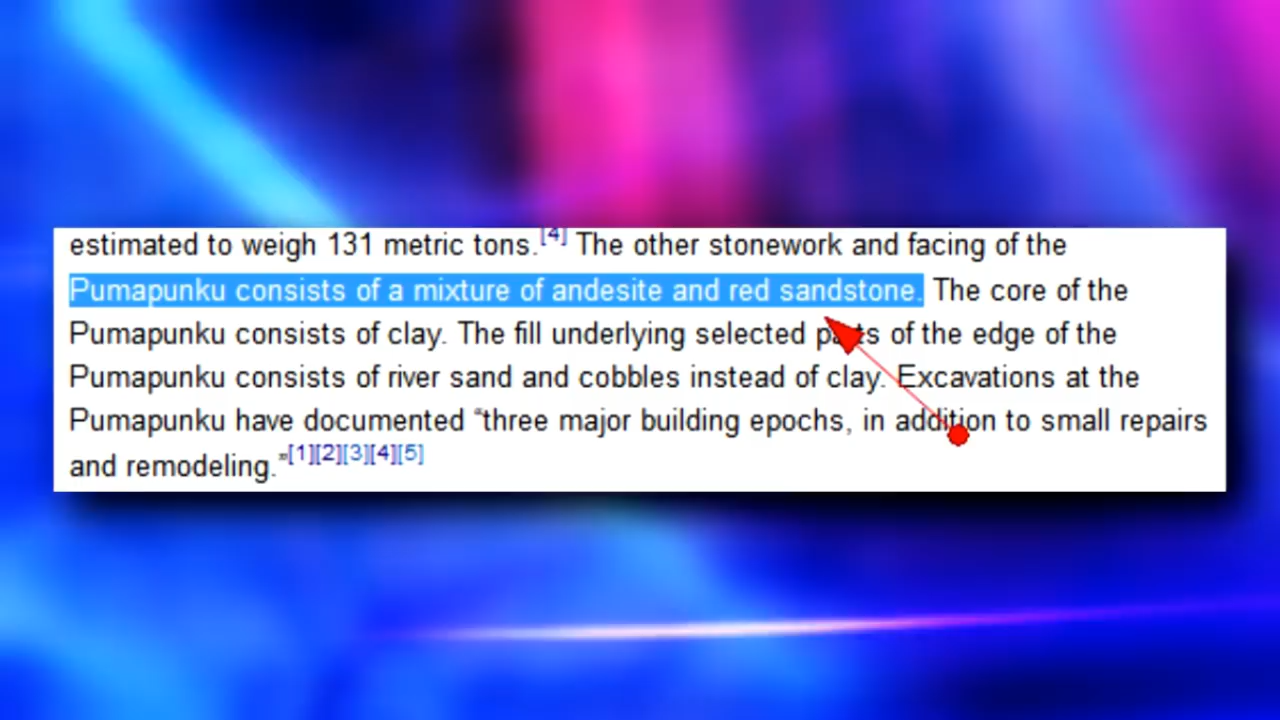 estimated to weigh 131 metric tons.[4] The other stonework and facing of the
Pumapunku consists of a mixture of andesite and red sandstone. The core of the
Pumapunku consists of clay. The fill underlying selected parts of the edge of the
Pumapunku consists of river sand and cobbles instead of clay. Excavations at the
Pumapunku have documented “three major building epochs, in addition to small repairs
and remodeling.”[1][2][3][4][5]